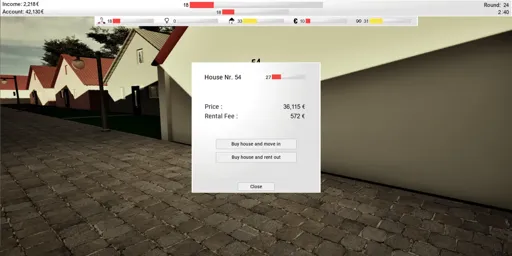 Income: 2,218 € 18 Round: 24
Account: 42,130 € 18 2:40
18 0 33 10 31
54
House Nr. 54 27
Price : 36,115 €
Rental Fee : 572 €
Buy house and move in
Buy house and rent out
Close